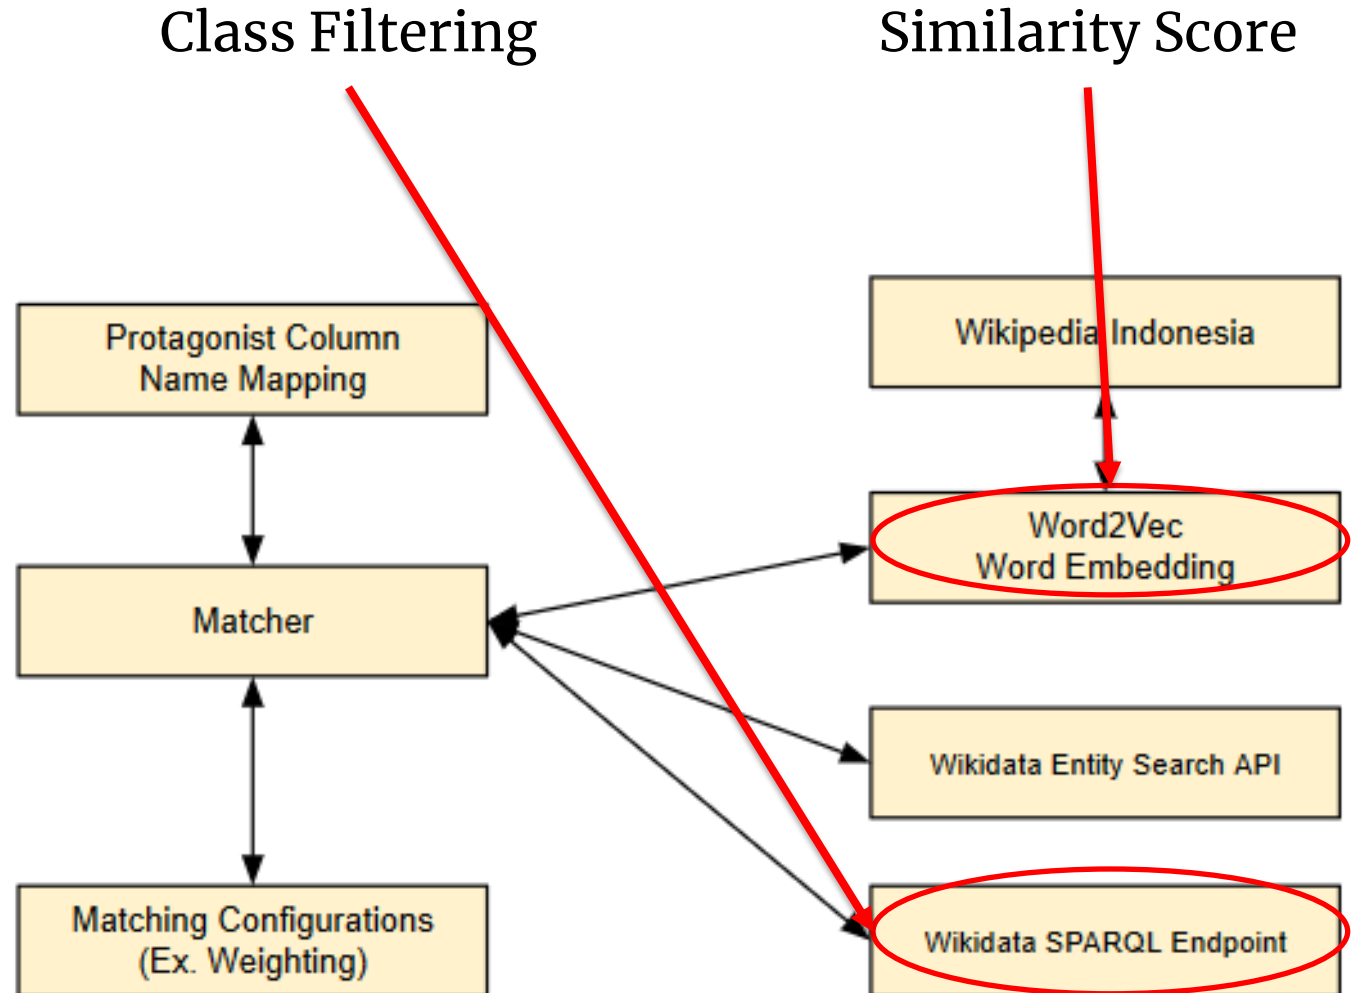 Class Filtering
Similarity Score
Protagonist Column
Name Mapping
Wikipedia Indonesia
Word2Vec
Word Embedding
Matcher
Wikidata Entity Search API
Matching Configurations
(Ex. Weighting)
Wikidata SPARQL Endpoint